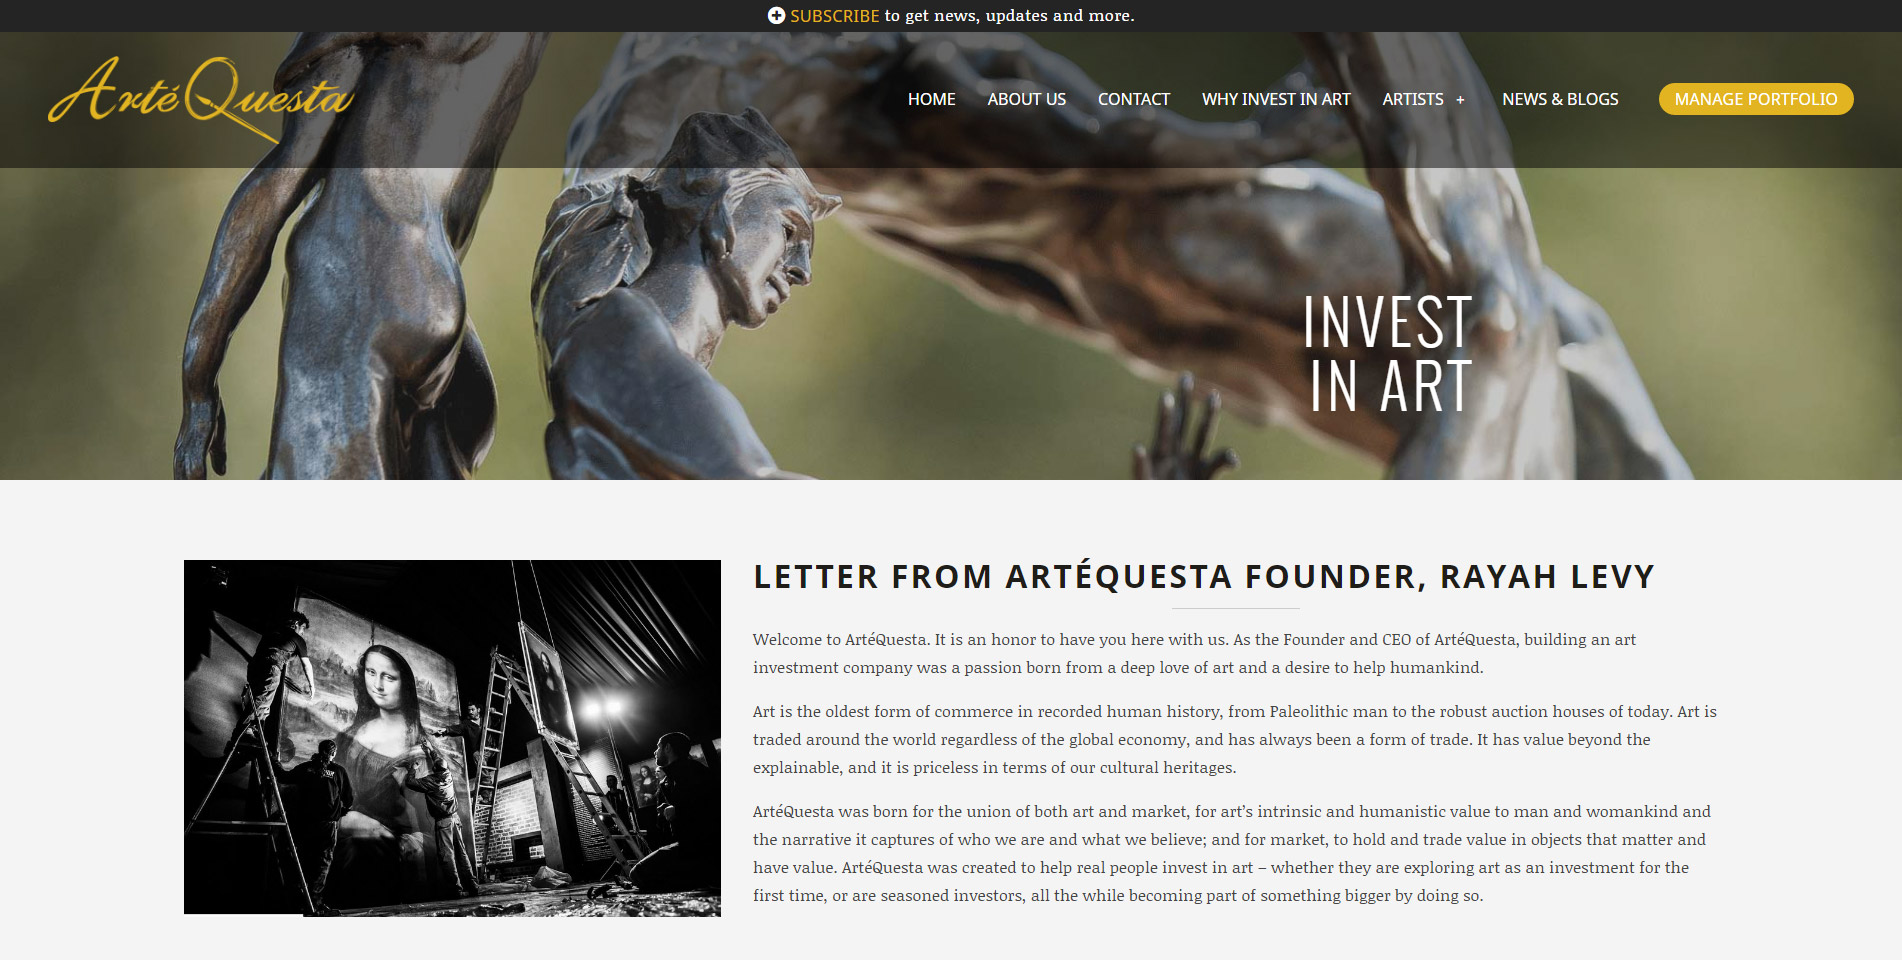 SUBSCRIBE to get news, updates and more.
ArtéQuesta
HOME ABOUT US CONTACT WHY INVEST IN ART ARTISTS + NEWS & BLOGS MANAGE PORTFOLIO
INVEST
IN ART
LETTER FROM ARTÉQUESTA FOUNDER, RAYAH LEVY
Welcome to ArtéQuesta. It is an honor to have you here with us. As the Founder and CEO of ArtéQuesta, building an art
investment company was a passion born from a deep love of art and a desire to help humankind.
Art is the oldest form of commerce in recorded human history, from Paleolithic man to the robust auction houses of today. Art is
traded around the world regardless of the global economy, and has always been a form of trade. It has value beyond the
explainable, and it is priceless in terms of our cultural heritages.
ArtéQuesta was born for the union of both art and market, for art’s intrinsic and humanistic value to man and womankind and
the narrative it captures of who we are and what we believe; and for market, to hold and trade value in objects that matter and
have value. ArtéQuesta was created to help real people invest in art – whether they are exploring art as an investment for the
first time, or are seasoned investors, all the while becoming part of something bigger by doing so.